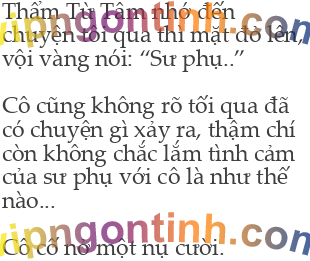 Thẩm Từ Tâm nhớ đến
chuyện tối qua thì mặt đỏ lên,
vội vàng nói: “Sư phụ..”
Cô cũng không rõ tối qua đã
có chuyện gì xảy ra, thậm chí
còn không chắc lắm tình cảm
của sư phụ với cô là như thế
nào...
vipngontinh.com
Cô cố nở một nụ cười.